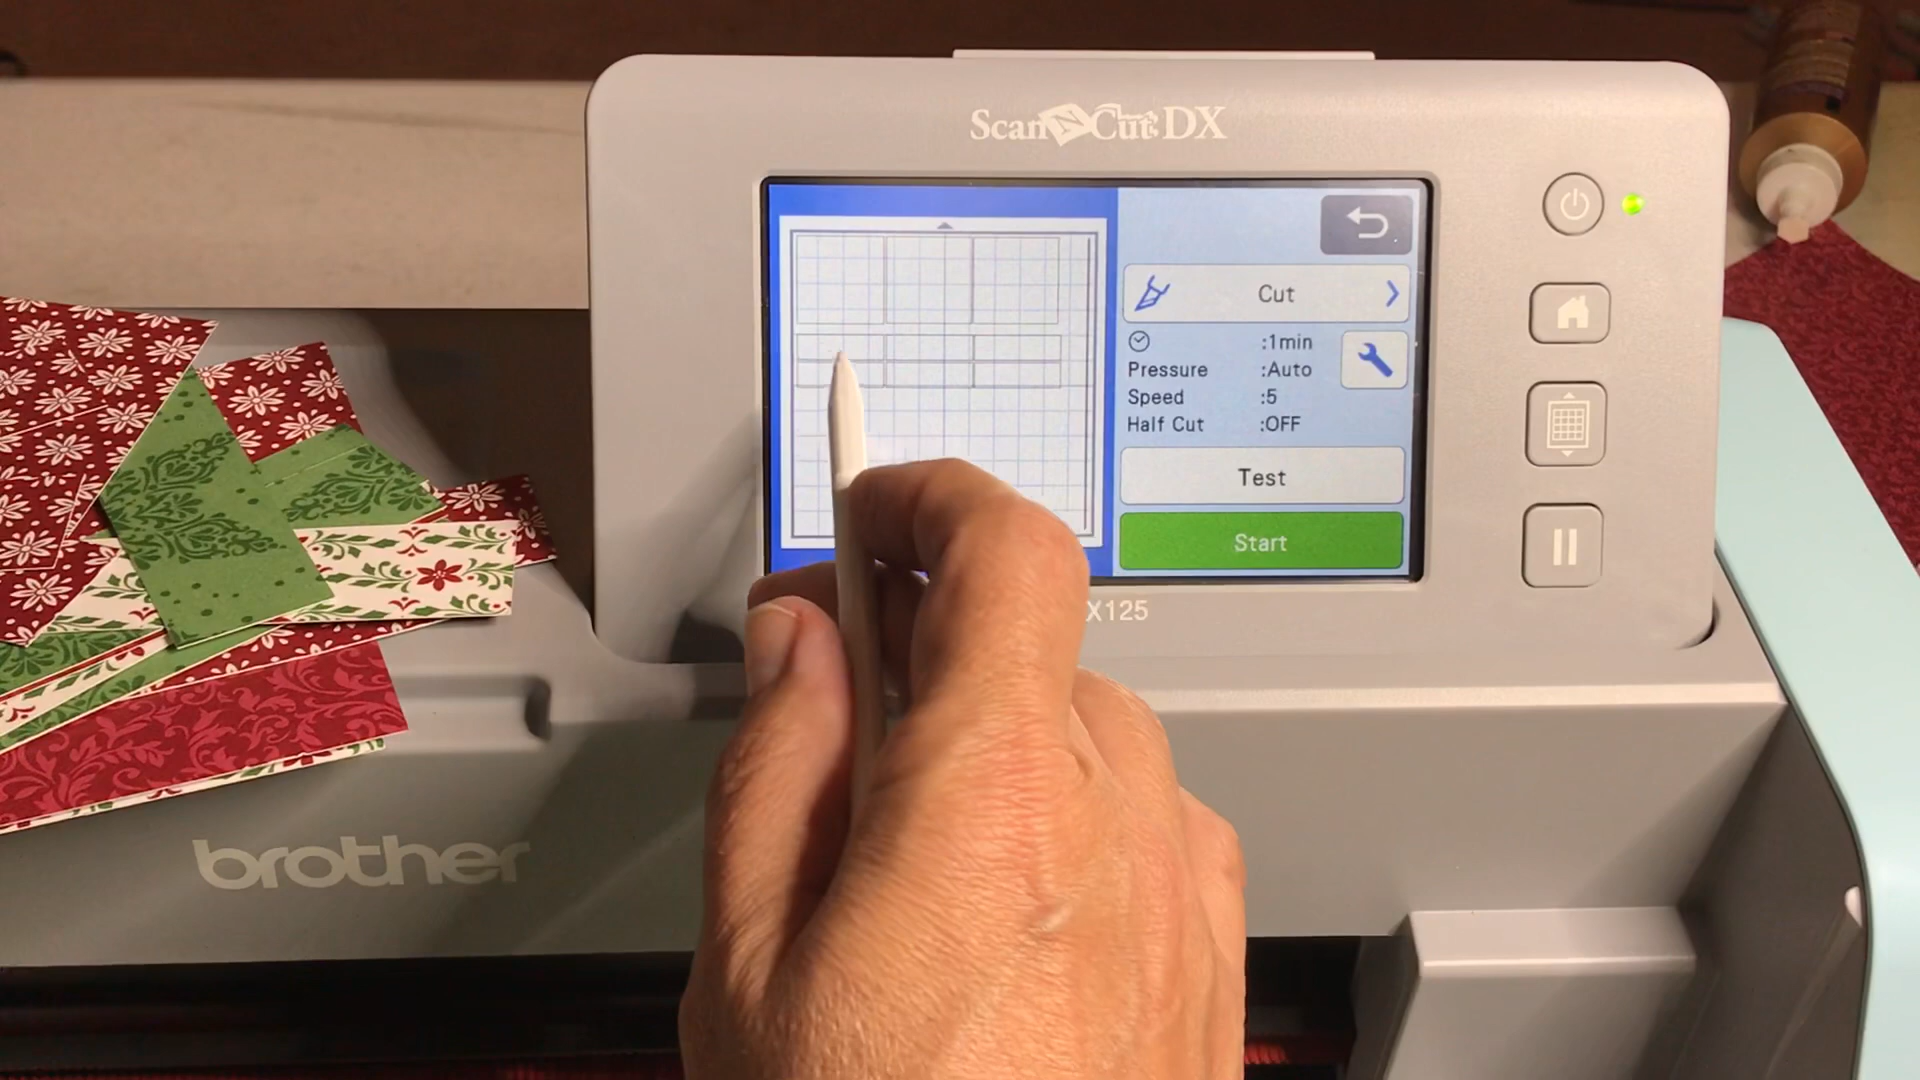 ScanNCut DX
Cut
:1min
Pressure :Auto
Speed :5
Half Cut :OFF
Test
Start
X125
brother